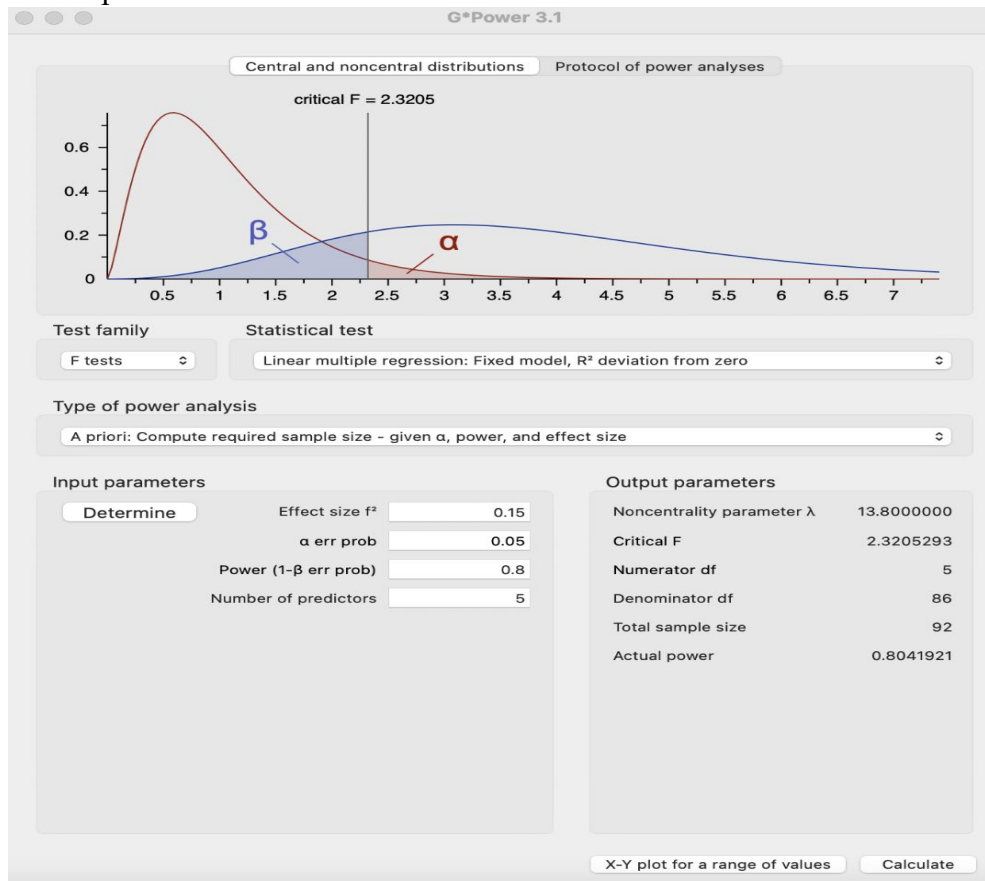 G*Power 3.1
Central and noncentral distributions Protocol of power analyses
critical F = 2.3205
0.6
0.4
0.2
0
β
α
0.5 1 1.5 2 2.5 3 3.5 4 4.5 5 5.5 6 6.5 7
Test family Statistical test
F tests Linear multiple regression: Fixed model, R² deviation from zero
Type of power analysis
A priori: Compute required sample size - given α, power, and effect size
Input parameters Output parameters
Determine Effect size f² 0.15 Noncentrality parameter λ 13.8000000
α err prob 0.05 Critical F 2.3205293
Power (1-β err prob) 0.8 Numerator df 5
Number of predictors 5 Denominator df 86
Total sample size 92
Actual power 0.8041921
X-Y plot for a range of values Calculate